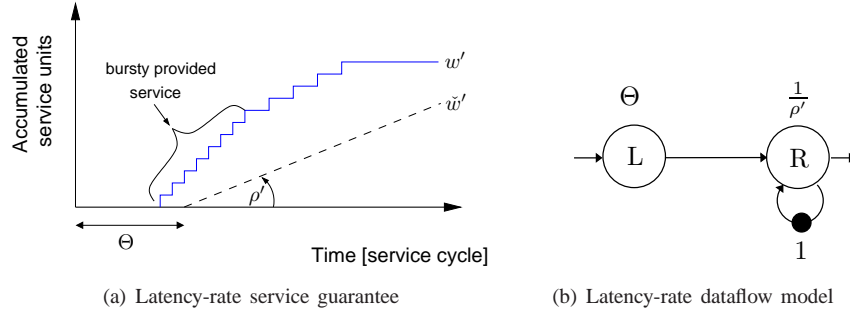 Accumulated
service units
bursty provided
service
w′
w̌′
ρ′
Θ
Time [service cycle]
(a) Latency-rate service guarantee
Θ
1/ρ′
L
R
1
(b) Latency-rate dataflow model